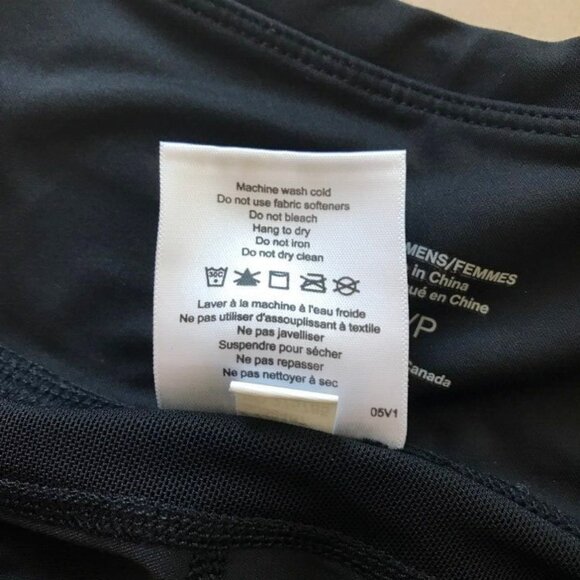 Machine wash cold
Do not use fabric softeners
Do not bleach
Hang to dry
Do not iron
Do not dry clean
30C
Laver à la machine à l'eau froide
Ne pas utiliser d'assouplissant à textile
Ne pas javelliser
Suspendre pour sécher
Ne pas repasser
Ne pas nettoyer à sec
05V1
MENS/FEMMES
in China
ué en Chine
/P
Canada